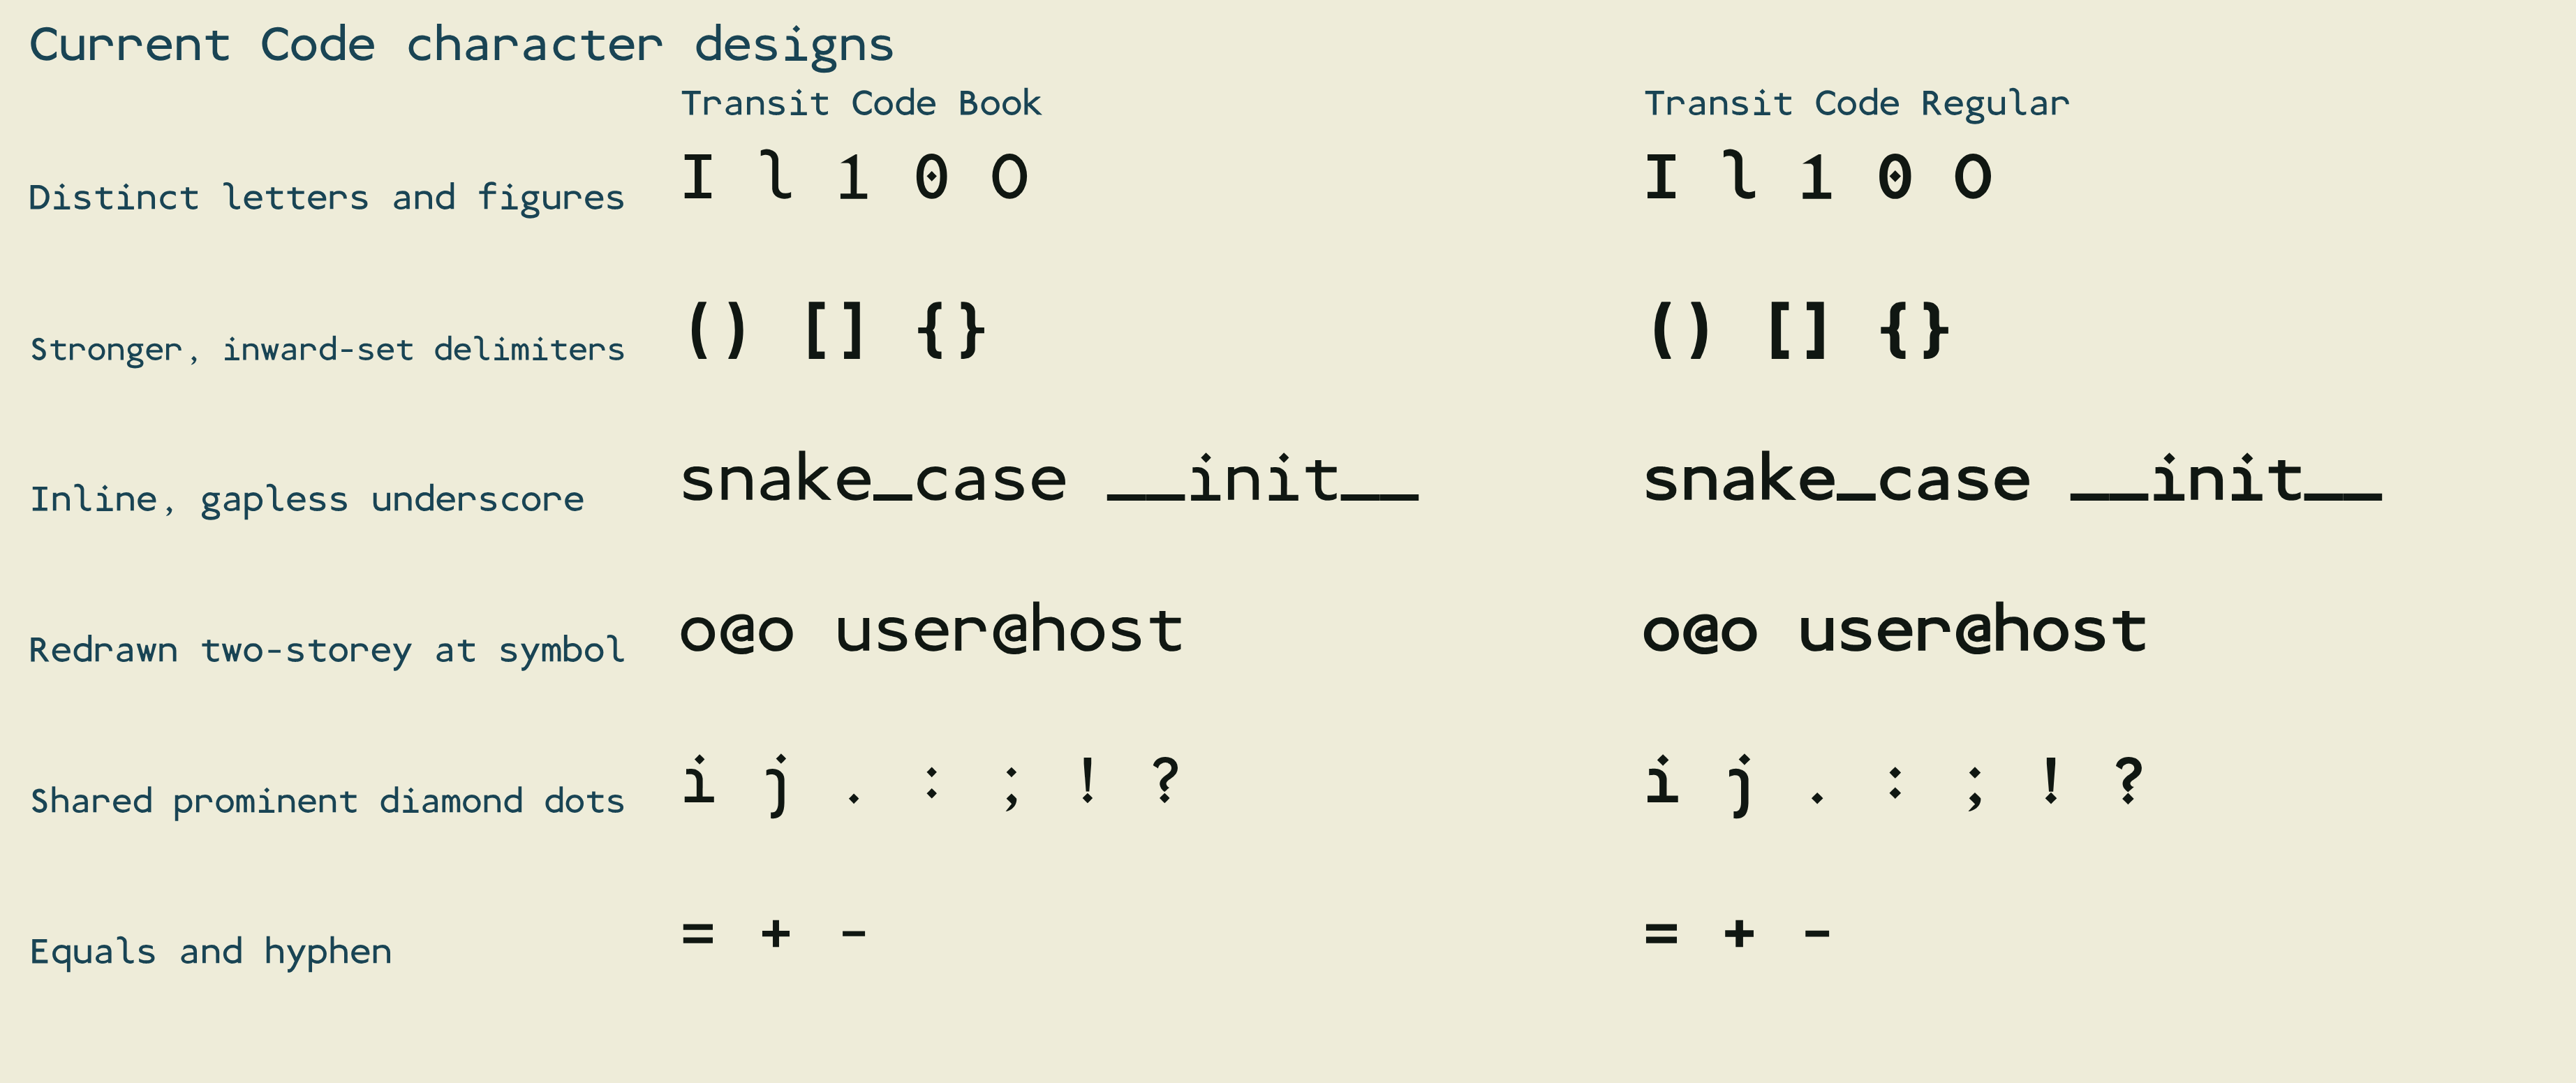 Current Code character designs
Transit Code Book Transit Code Regular
Distinct letters and figures I l 1 0 O I l 1 0 O
Stronger, inward-set delimiters () [] {} () [] {}
Inline, gapless underscore snake_case __init__ snake_case __init__
Redrawn two-storey at symbol o@o user@host o@o user@host
Shared prominent diamond dots i j . : ; ! ? i j . : ; ! ?
Equals and hyphen = + - = + -